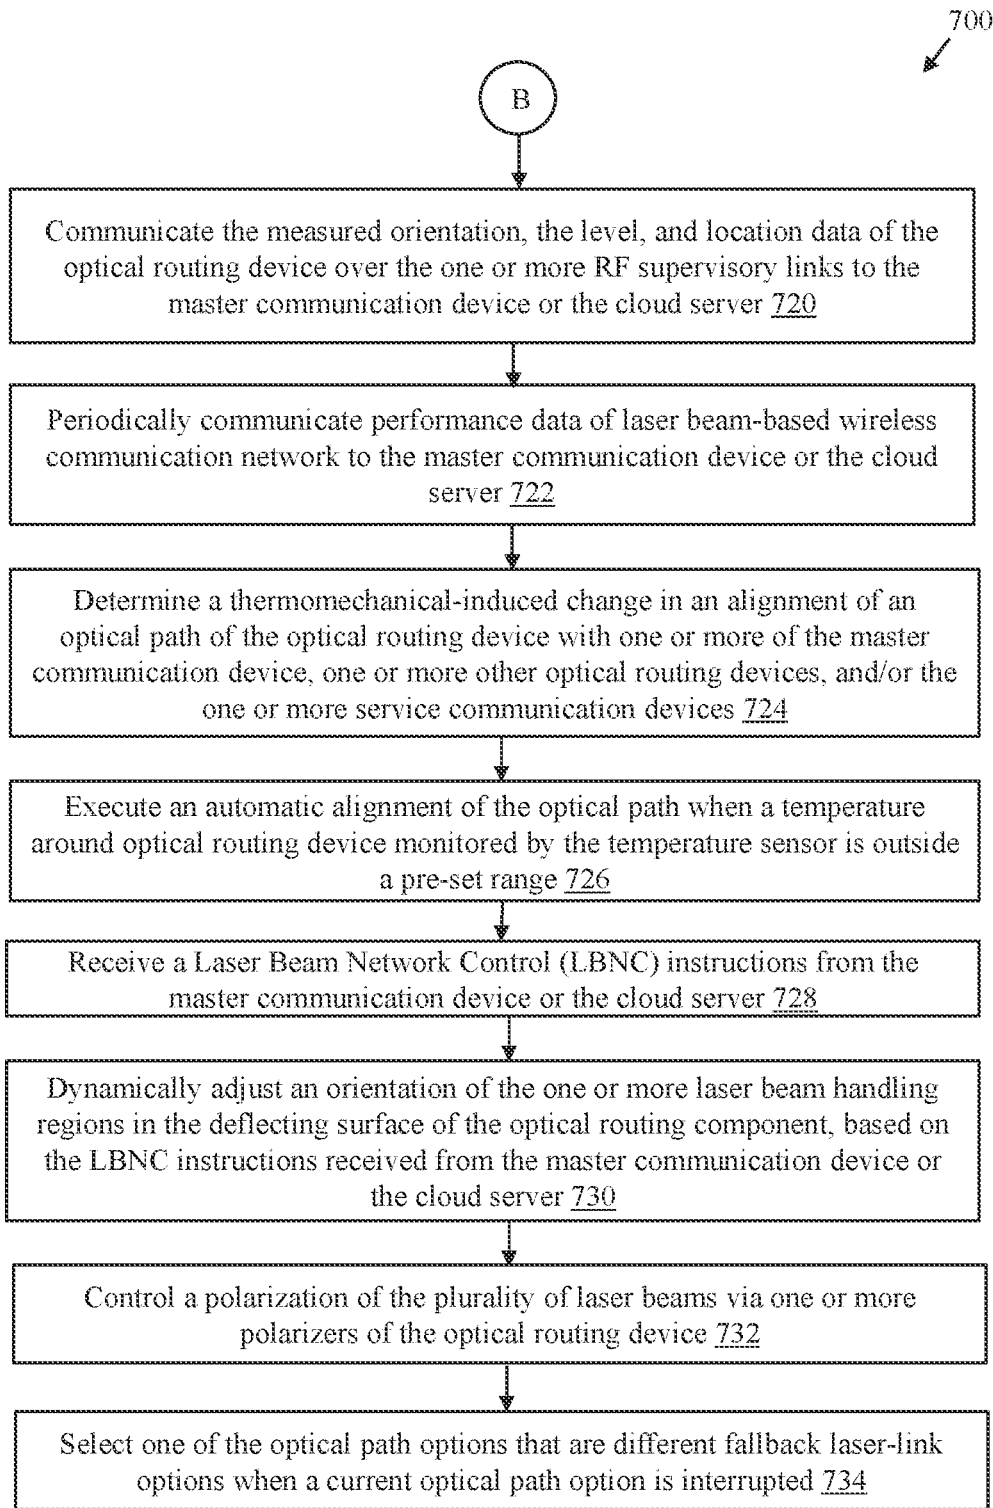 700
B
Communicate the measured orientation, the level, and location data of the
optical routing device over the one or more RF supervisory links to the
master communication device or the cloud server 720
Periodically communicate performance data of laser beam-based wireless
communication network to the master communication device or the cloud
server 722
Determine a thermomechanical-induced change in an alignment of an
optical path of the optical routing device with one or more of the master
communication device, one or more other optical routing devices, and/or the
one or more service communication devices 724
Execute an automatic alignment of the optical path when a temperature
around optical routing device monitored by the temperature sensor is outside
a pre-set range 726
Receive a Laser Beam Network Control (LBNC) instructions from the
master communication device or the cloud server 728
Dynamically adjust an orientation of the one or more laser beam handling
regions in the deflecting surface of the optical routing component, based on
the LBNC instructions received from the master communication device or
the cloud server 730
Control a polarization of the plurality of laser beams via one or more
polarizers of the optical routing device 732
Select one of the optical path options that are different fallback laser-link
options when a current optical path option is interrupted 734